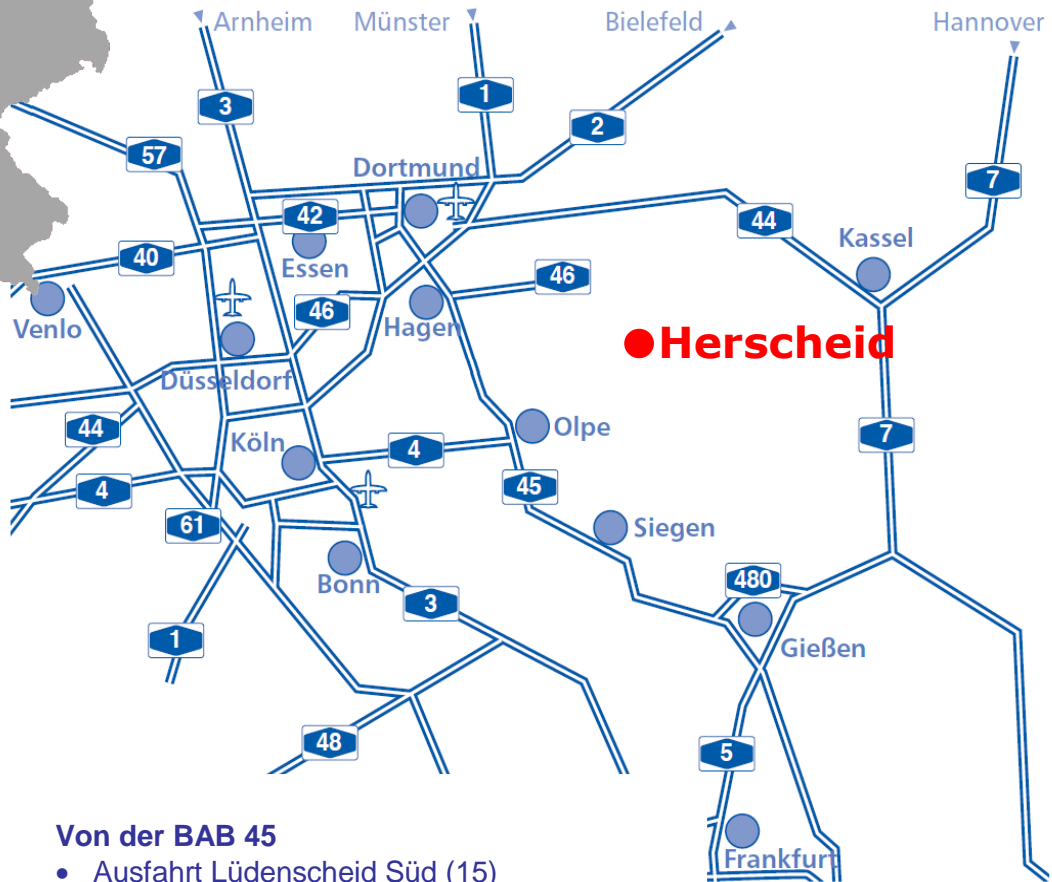 Arnheim Münster Bielefeld Hannover
3
1
2
57
Dortmund
7
42
44
40
Essen
Kassel
46
46
Venlo
Hagen
Herscheid
Düsseldorf
44
Köln
4
Olpe
7
4
45
61
Siegen
Bonn
480
3
1
Gießen
48
5
Frankfurt
Von der BAB 45
• Ausfahrt Lüdenscheid Süd (15)